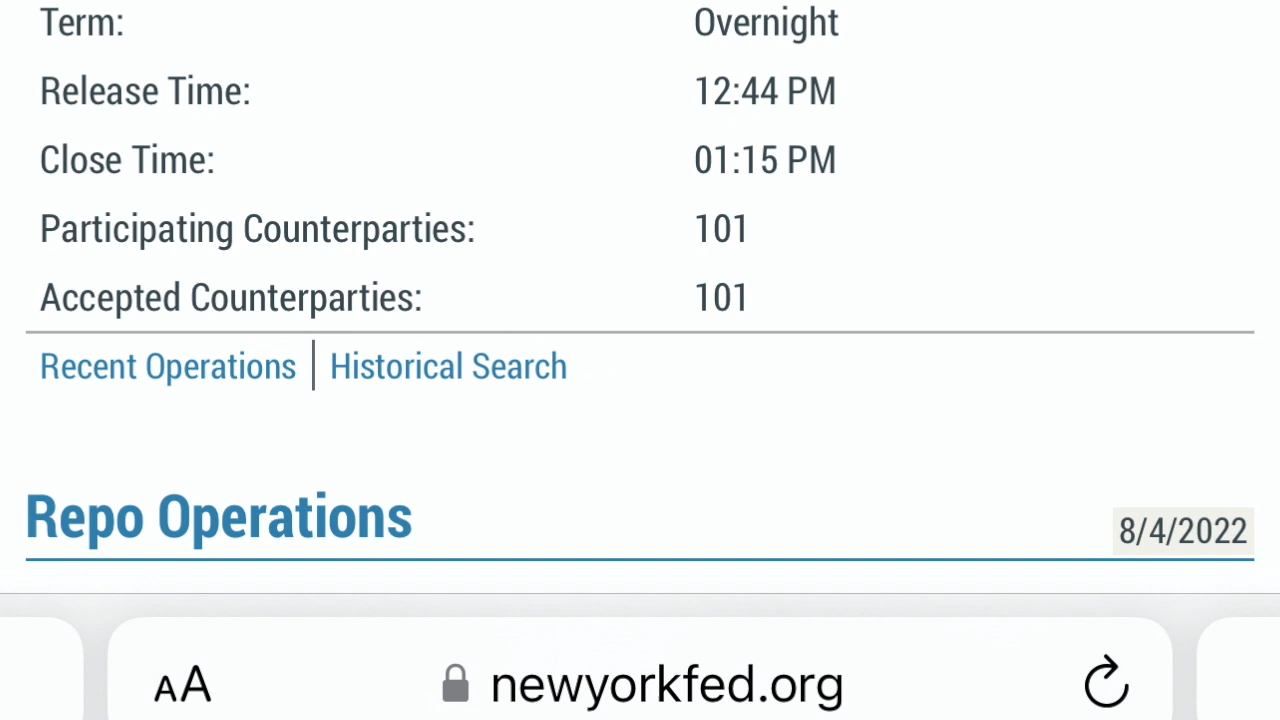 Term: Overnight
Release Time: 12:44 PM
Close Time: 01:15 PM
Participating Counterparties: 101
Accepted Counterparties: 101
Recent Operations | Historical Search
Repo Operations 8/4/2022
AA newyorkfed.org